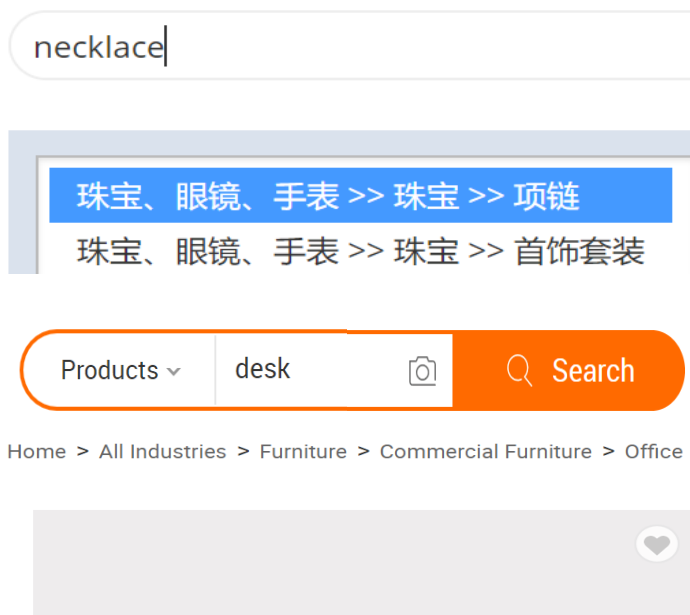 necklace
珠宝、眼镜、手表 >> 珠宝 >> 项链
珠宝、眼镜、手表 >> 珠宝 >> 首饰套装
Products desk Search
Home > All Industries > Furniture > Commercial Furniture > Office